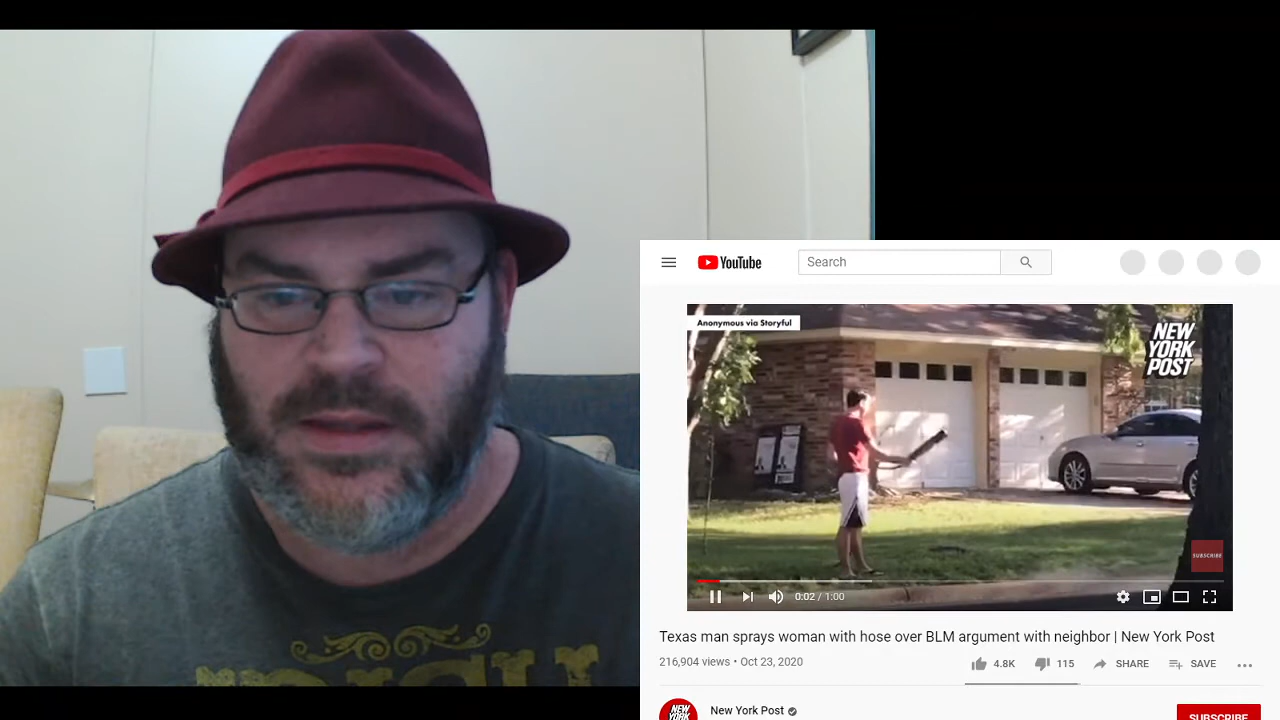 YouTube
Search
Anonymous via Storyful
NEW
YORK
POST
SUBSCRIBE
0:02 / 1:00
Texas man sprays woman with hose over BLM argument with neighbor | New York Post
216,904 views • Oct 23, 2020
4.8K
115
SHARE
SAVE
NEW
YORK
New York Post
SUBSCRIBE